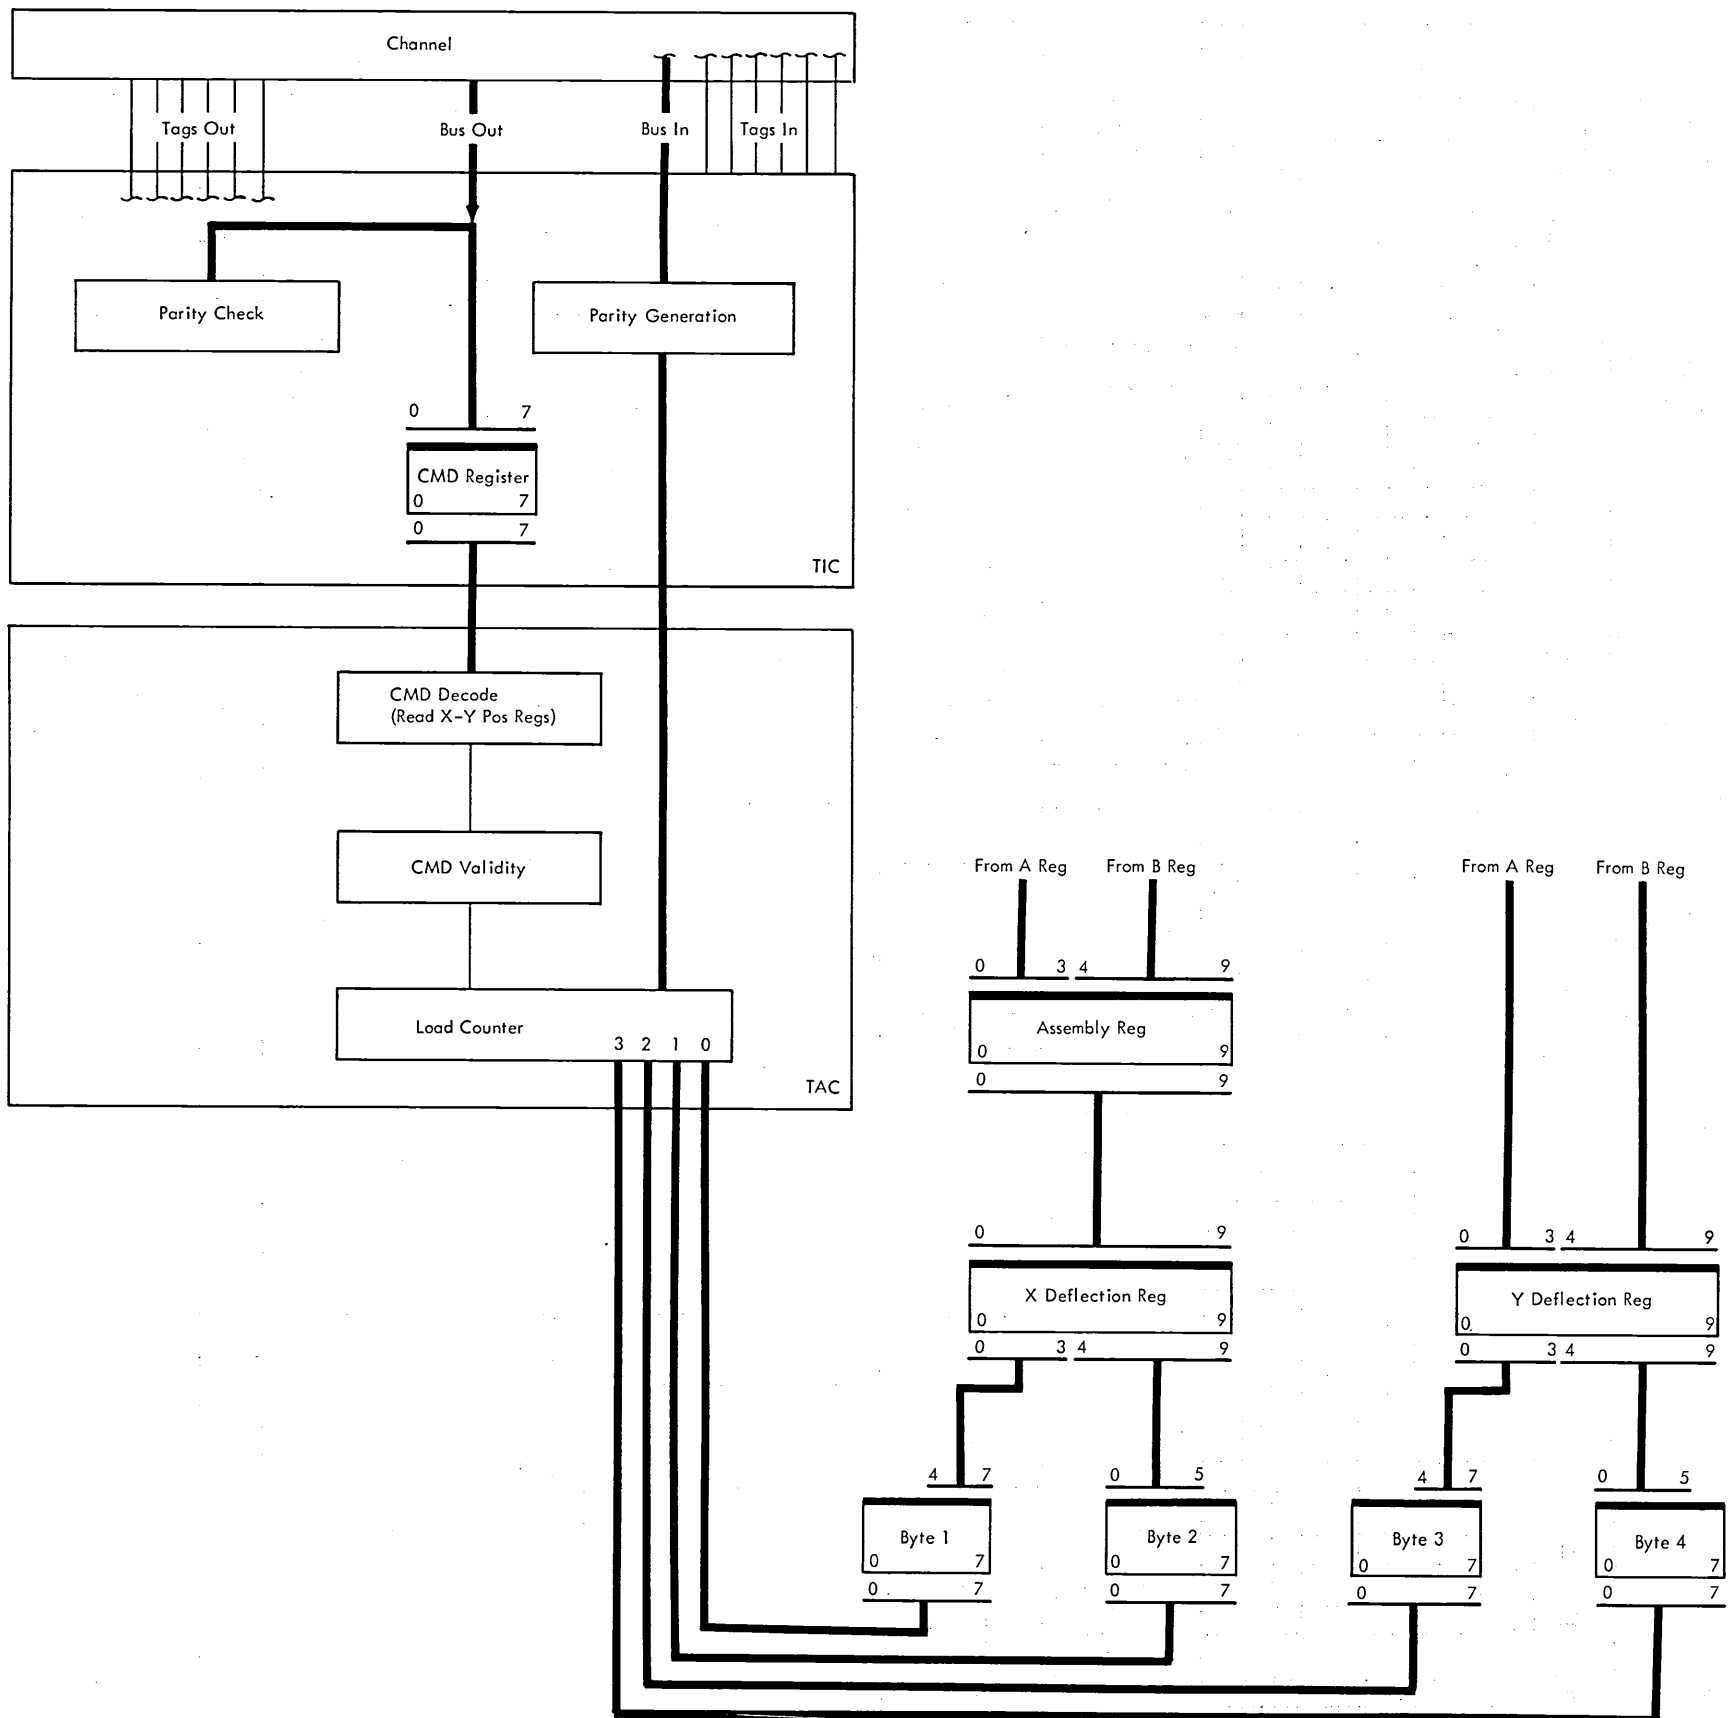 Channel
Tags Out
Bus Out
Bus In
Tags In
Parity Check
Parity Generation
0 7
CMD Register
0 7
0 7
TIC
CMD Decode
(Read X-Y Pos Regs)
CMD Validity
Load Counter
3 2 1 0
TAC
From A Reg
From B Reg
From A Reg
From B Reg
0 3 4 9
Assembly Reg
0 9
0 9
0 9
X Deflection Reg
0 9
0 3 4 9
0 3 4 9
Y Deflection Reg
0 9
0 3 4 9
4 7
Byte 1
0 7
0 7
0 5
Byte 2
0 7
0 7
4 7
Byte 3
0 7
0 7
0 5
Byte 4
0 7
0 7